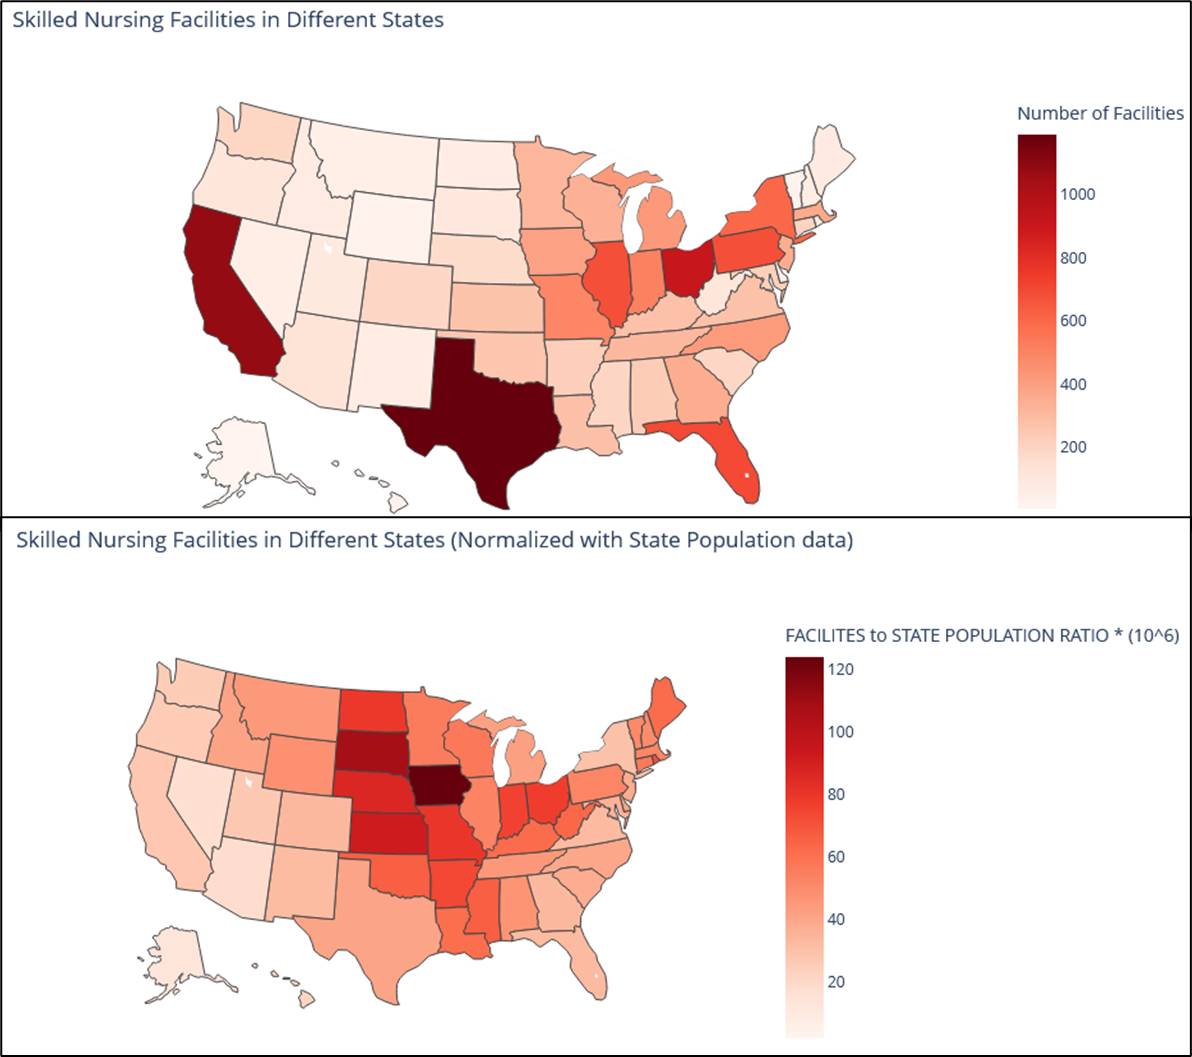 Skilled Nursing Facilities in Different States
Number of Facilities
1000
800
600
400
200
Skilled Nursing Facilities in Different States (Normalized with State Population data)
FACILITES to STATE POPULATION RATIO * (10^6)
120
100
80
60
40
20